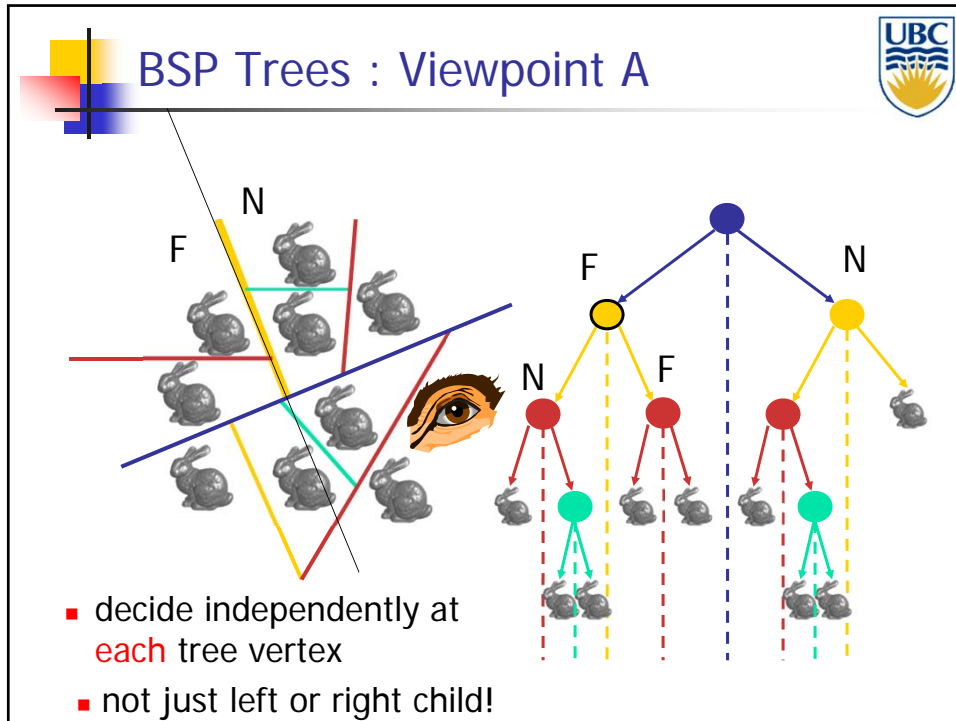 BSP Trees : Viewpoint A
UBC
N
F
F
N
N
F
decide independently at
each tree vertex
not just left or right child!